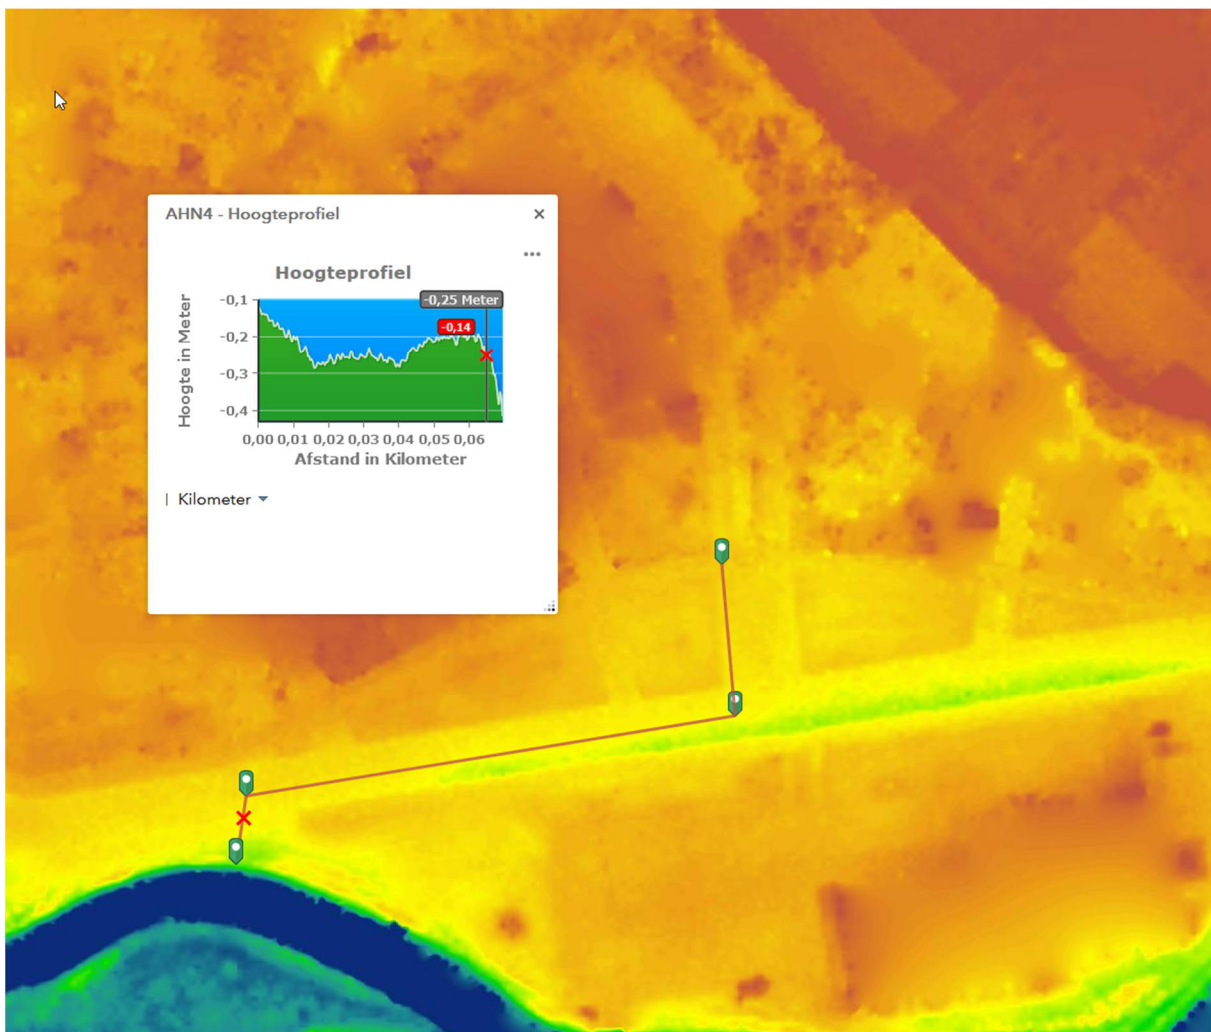 AHN4 - Hoogteprofiel
Hoogteprofiel
Hoogte in Meter
-0,1
-0,2
-0,3
-0,4
-0,25 Meter
-0,14
0,00 0,01 0,02 0,03 0,04 0,05 0,06
Afstand in Kilometer
| Kilometer